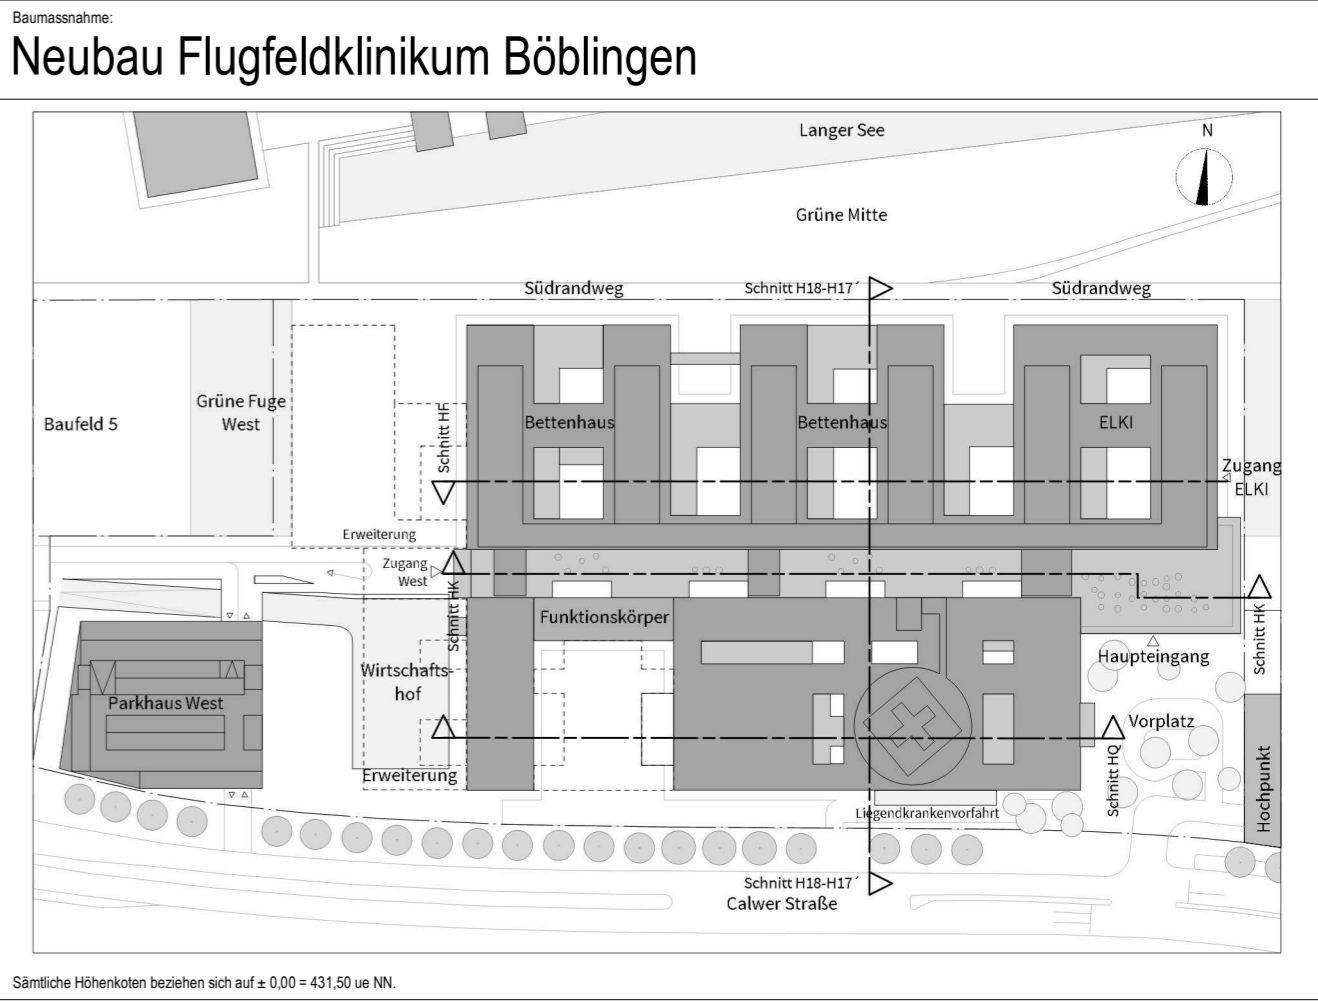 Baumassnahme:
Neubau Flugfeldklinikum Böblingen
Langer See
N
Grüne Mitte
Südrandweg
Schnitt H18-H17´
Südrandweg
Grüne Fuge
West
Baufeld 5
Schnitt HF
Bettenhaus
Bettenhaus
ELKI
Zugang
ELKI
Erweiterung
Zugang
West
Schnitt HK
Funktionskörper
Schnitt HK
Haupteingang
Wirtschafts-
hof
Parkhaus West
Vorplatz
Erweiterung
Schnitt HQ
Hochpunkt
Liegendkrankenvorfahrt
Schnitt H18-H17´
Calwer Straße
Sämtliche Höhenkoten beziehen sich auf ± 0,00 = 431,50 ue NN.